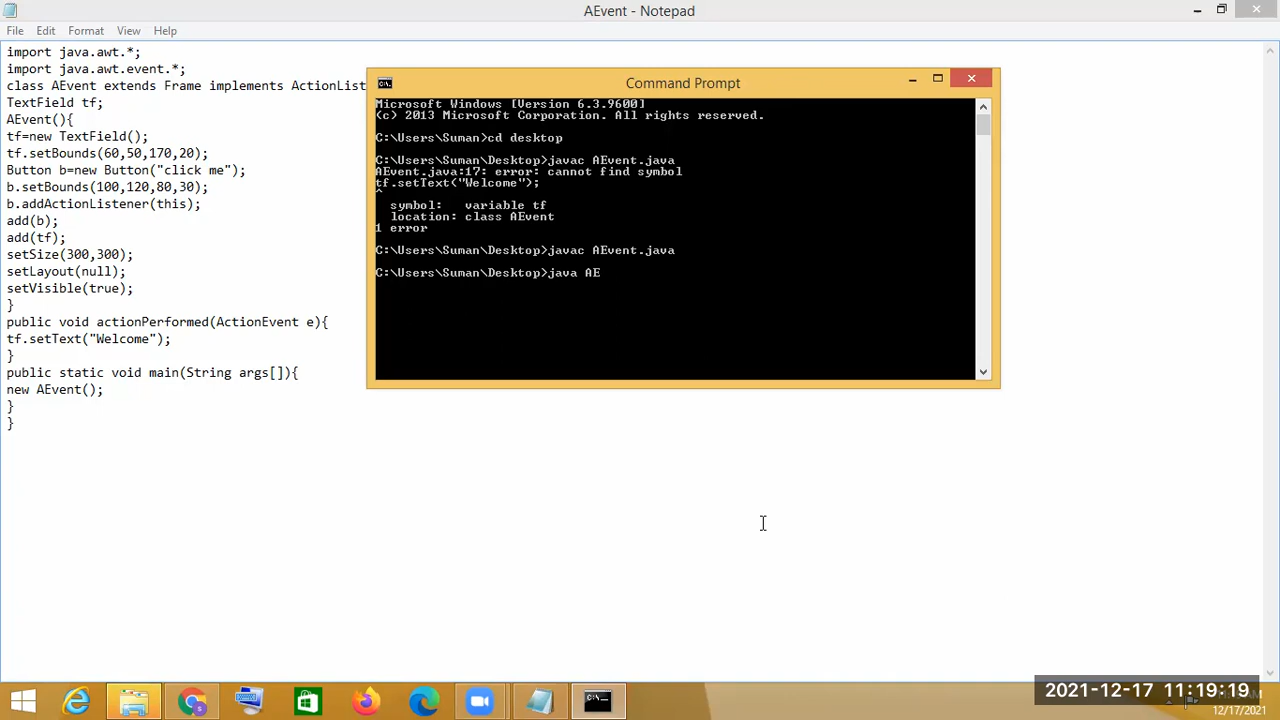 AEvent - Notepad
File Edit Format View Help
import java.awt.*;
import java.awt.event.*;
class AEvent extends Frame implements ActionList
TextField tf;
AEvent(){
tf=new TextField();
tf.setBounds(60,50,170,20);
Button b=new Button("click me");
b.setBounds(100,120,80,30);
b.addActionListener(this);
add(b);
add(tf);
setSize(300,300);
setLayout(null);
setVisible(true);
}
public void actionPerformed(ActionEvent e){
tf.setText("Welcome");
}
public static void main(String args[]){
new AEvent();
}
}
Command Prompt
Microsoft Windows [Version 6.3.9600]
(c) 2013 Microsoft Corporation. All rights reserved.
C:\Users\Suman>cd desktop
C:\Users\Suman\Desktop>javac AEvent.java
AEvent.java:17: error: cannot find symbol
tf.setText("Welcome");
^
symbol: variable tf
location: class AEvent
1 error
C:\Users\Suman\Desktop>javac AEvent.java
C:\Users\Suman\Desktop>java AE
2021-12-17 11:19:19
12/17/2021